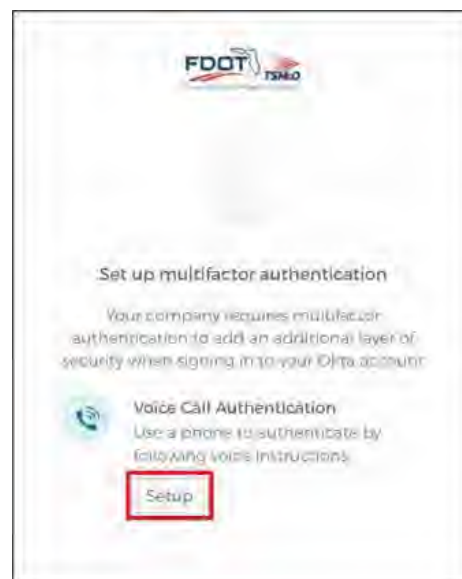 FDOT
TSM&O
Set up multifactor authentication
Your company requires multifactor
authentication to add an additional layer of
security when signing in to your Okta account
Voice Call Authentication
Use a phone to authenticate by
following voice instructions
Setup